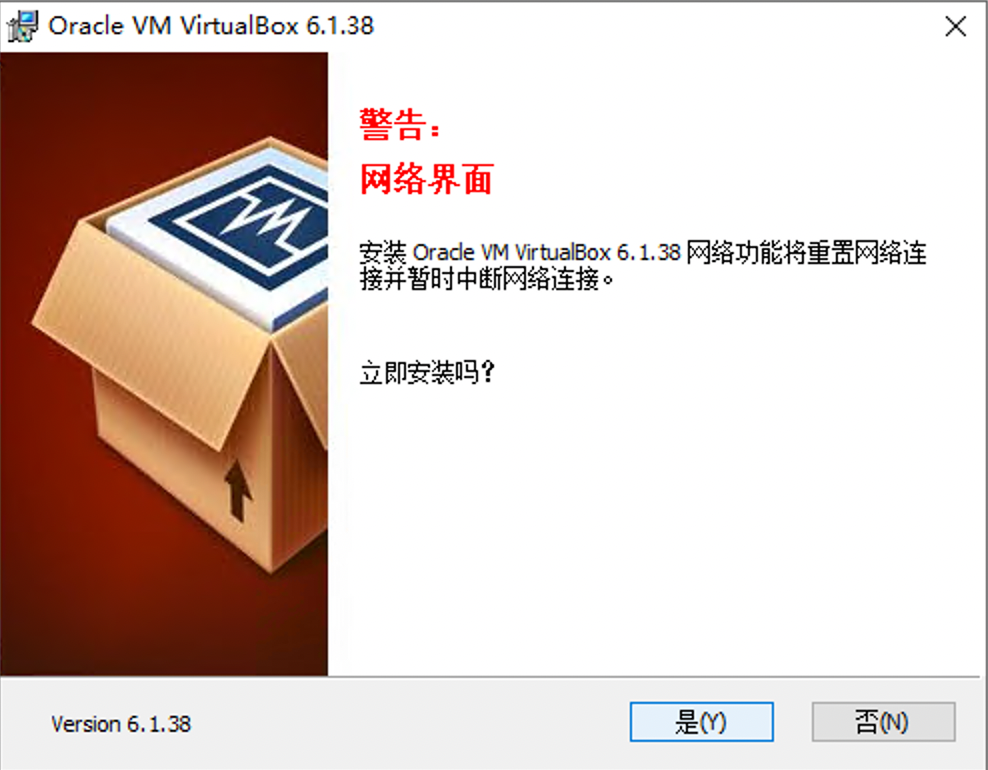 Oracle VM VirtualBox 6.1.38
警告：
网络界面
安装 Oracle VM VirtualBox 6.1.38 网络功能将重置网络连
接并暂时中断网络连接。
立即安装吗？
Version 6.1.38
是(Y)
否(N)